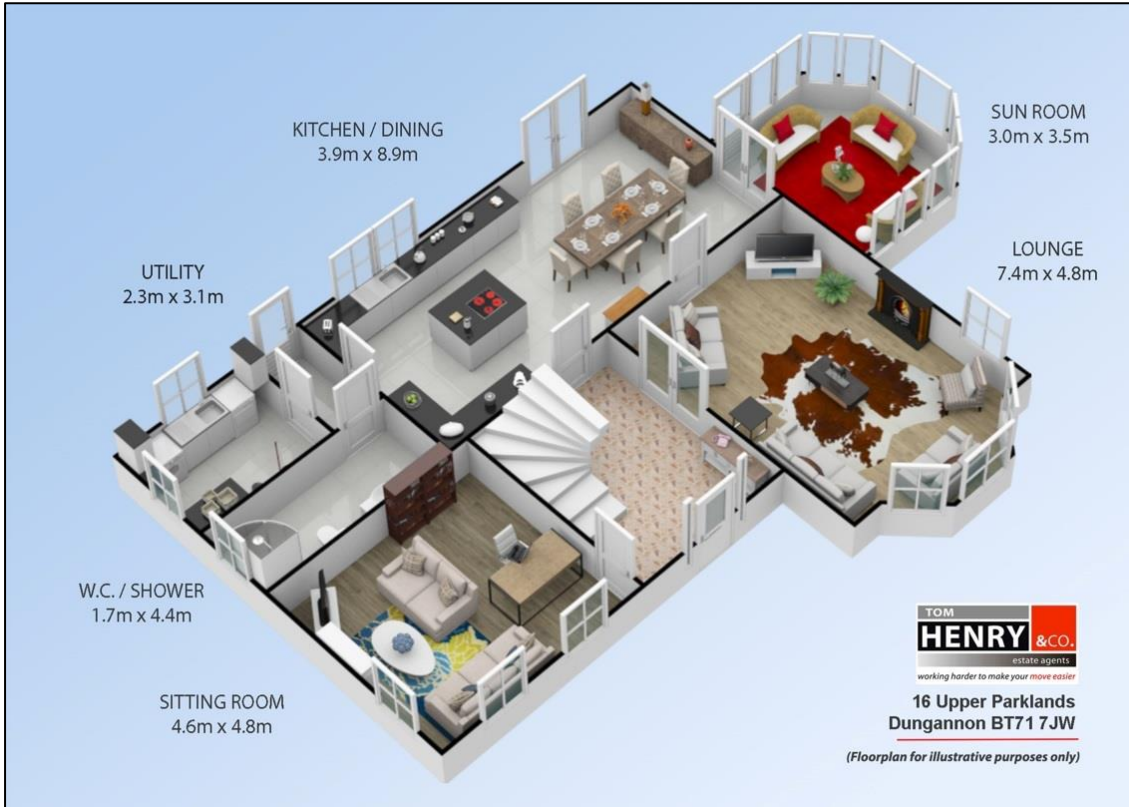 KITCHEN / DINING
3.9m x 8.9m
SUN ROOM
3.0m x 3.5m
UTILITY
2.3m x 3.1m
LOUNGE
7.4m x 4.8m
W.C. / SHOWER
1.7m x 4.4m
SITTING ROOM
4.6m x 4.8m
TOM
HENRY &CO.
estate agents
working harder to make your move easier
16 Upper Parklands
Dungannon BT71 7JW
(Floorplan for illustrative purposes only)